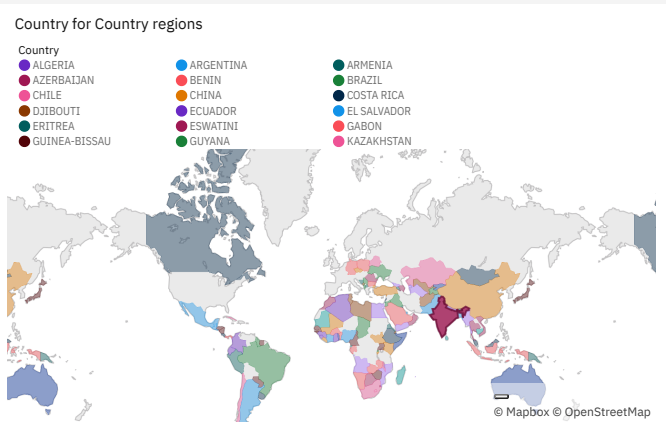 Country for Country regions
Country
ALGERIA ARGENTINA ARMENIA
AZERBAIJAN BENIN BRAZIL
CHILE CHINA COSTA RICA
DJIBOUTI ECUADOR EL SALVADOR
ERITREA ESWATINI GABON
GUINEA-BISSAU GUYANA KAZAKHSTAN
© Mapbox © OpenStreetMap